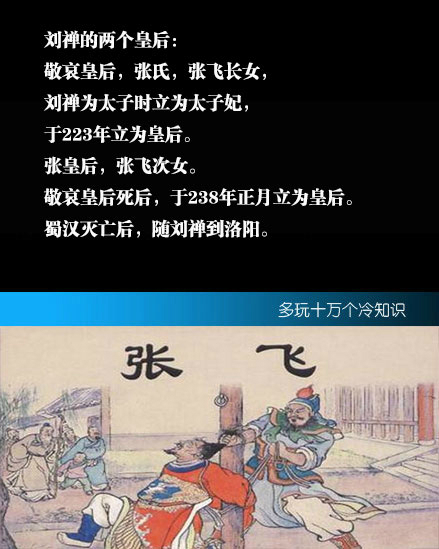 刘禅的两个皇后：
敬哀皇后，张氏，张飞长女，
刘禅为太子时立为太子妃，
于223年立为皇后。
张皇后，张飞次女。
敬哀皇后死后，于238年正月立为皇后。
蜀汉灭亡后，随刘禅到洛阳。
多玩十万个冷知识
张飞